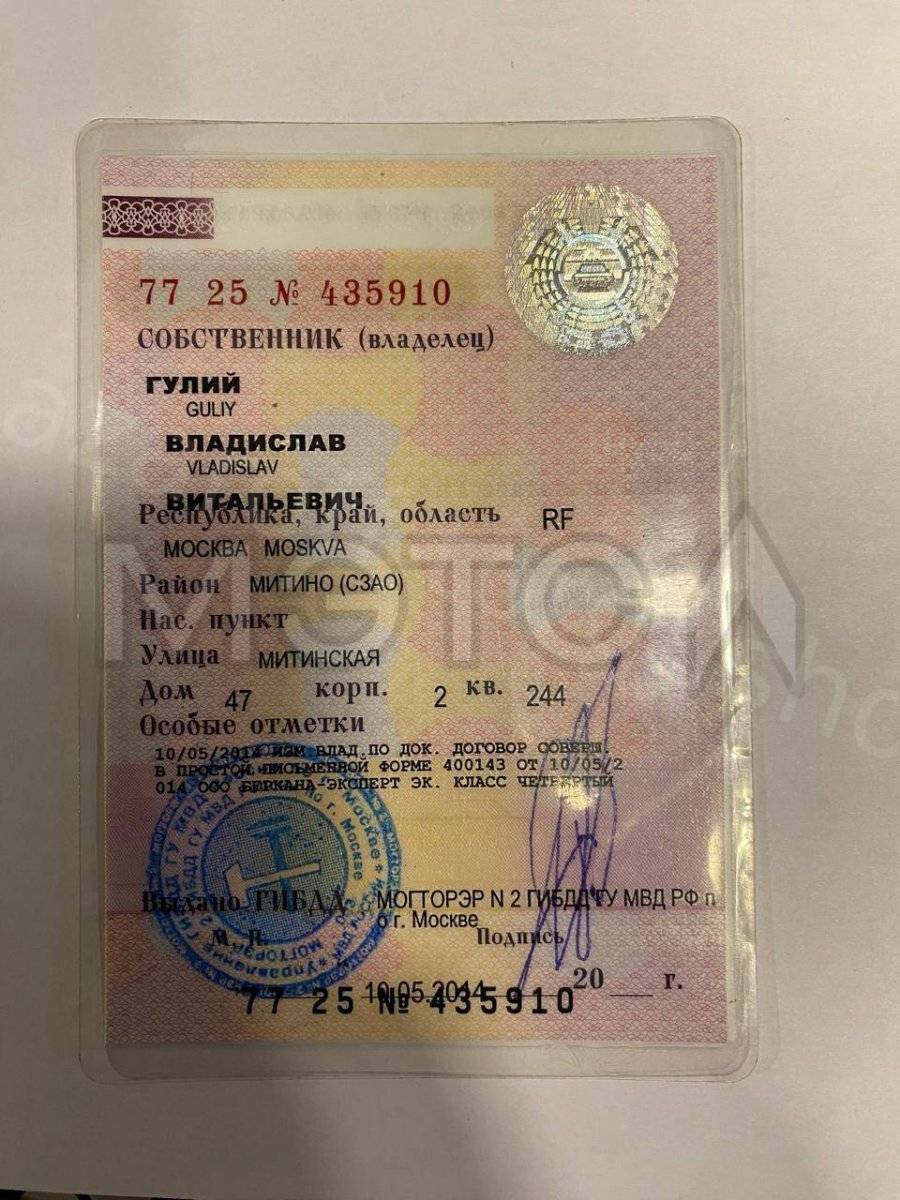 77 25 № 435910
СОБСТВЕННИК (владелец)
ГУЛИЙ
GULIY
ВЛАДИСЛАВ
VLADISLAV
ВИТАЛЬЕВИЧ
Республика, край, область RF
МОСКВА MOSKVA
Район МИТИНО (СЗАО)
Нас. пункт
Улица МИТИНСКАЯ
Дом 47 корп. 2 кв. 244
Особые отметки
10/05/2014 ИЗМ ВЛАД ПО ДОК. ДОГОВОР СОВЕРШ.
В ПРОСТОЙ ПИСЬМЕННОЙ ФОРМЕ 400143 ОТ 10/05/2
014 ООО БЕРКАНА-ЭКСПЕРТ ЭК. КЛАСС ЧЕТВЕРТЫЙ
Выдано ГИБДД МОГТОРЭР N 2 ГИБДД ГУ МВД РФ п
о г. Москве
М. П. Подпись
10.05.2014 20 г.
77 25 № 435910
МОТОА